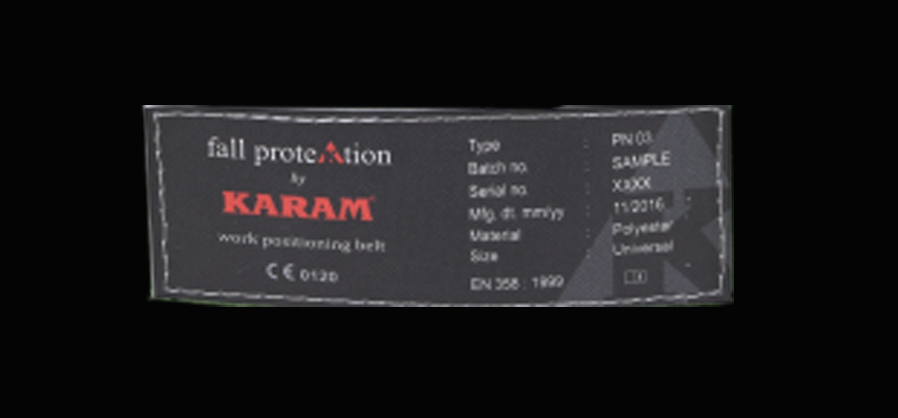 fall proteAtion
by
KARAM
work positioning belt
CE 0120
Type : PN 03
Batch no. : SAMPLE
Serial no. : XXXX
Mfg. dt. mm/yy : 11/2016
Material : Polyester
Size : Universal
EN 358 : 1999